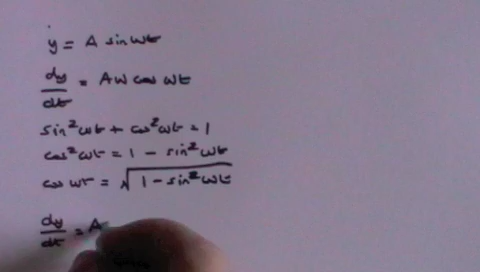 y = A sin ωt
dy/dt = Aω cos ωt
sin²ωt + cos²ωt = 1
cos²ωt = 1 - sin²ωt
cos ωt = √(1 - sin²ωt)
dy/dt = A